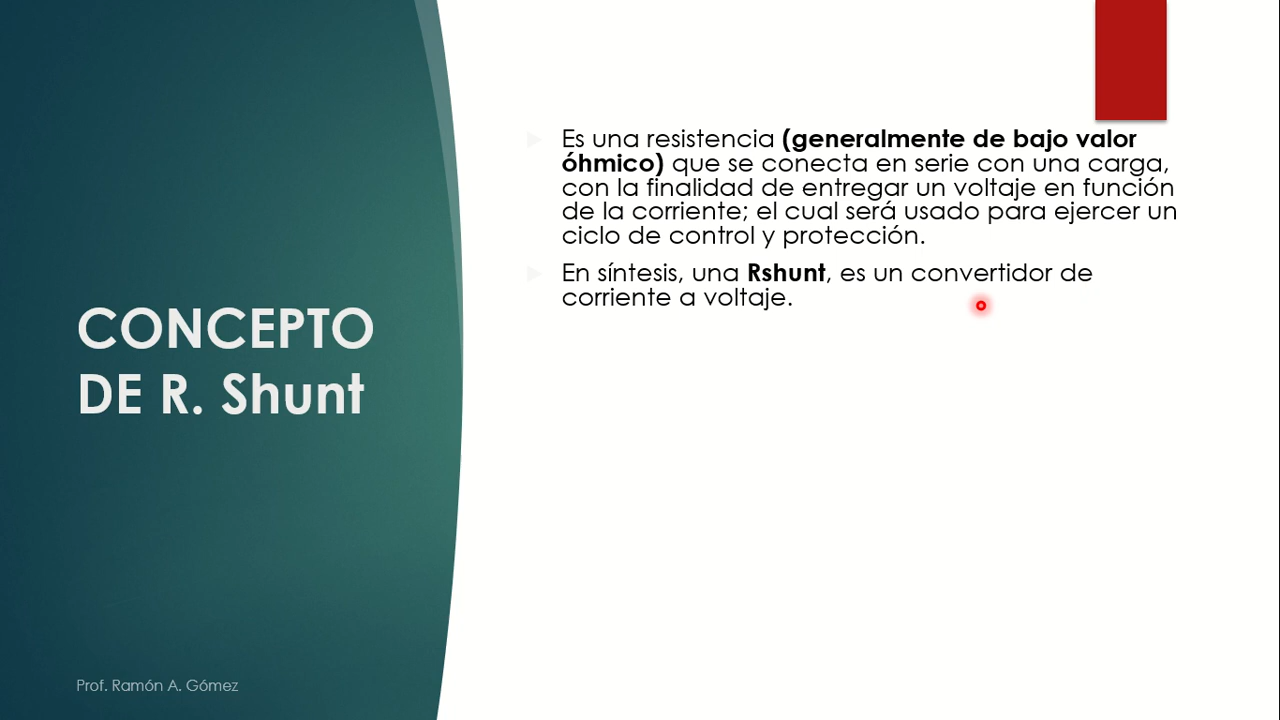 CONCEPTO
DE R. Shunt
Es una resistencia (generalmente de bajo valor
óhmico) que se conecta en serie con una carga,
con la finalidad de entregar un voltaje en función
de la corriente; el cual será usado para ejercer un
ciclo de control y protección.
En síntesis, una Rshunt, es un convertidor de
corriente a voltaje.
Prof. Ramón A. Gómez